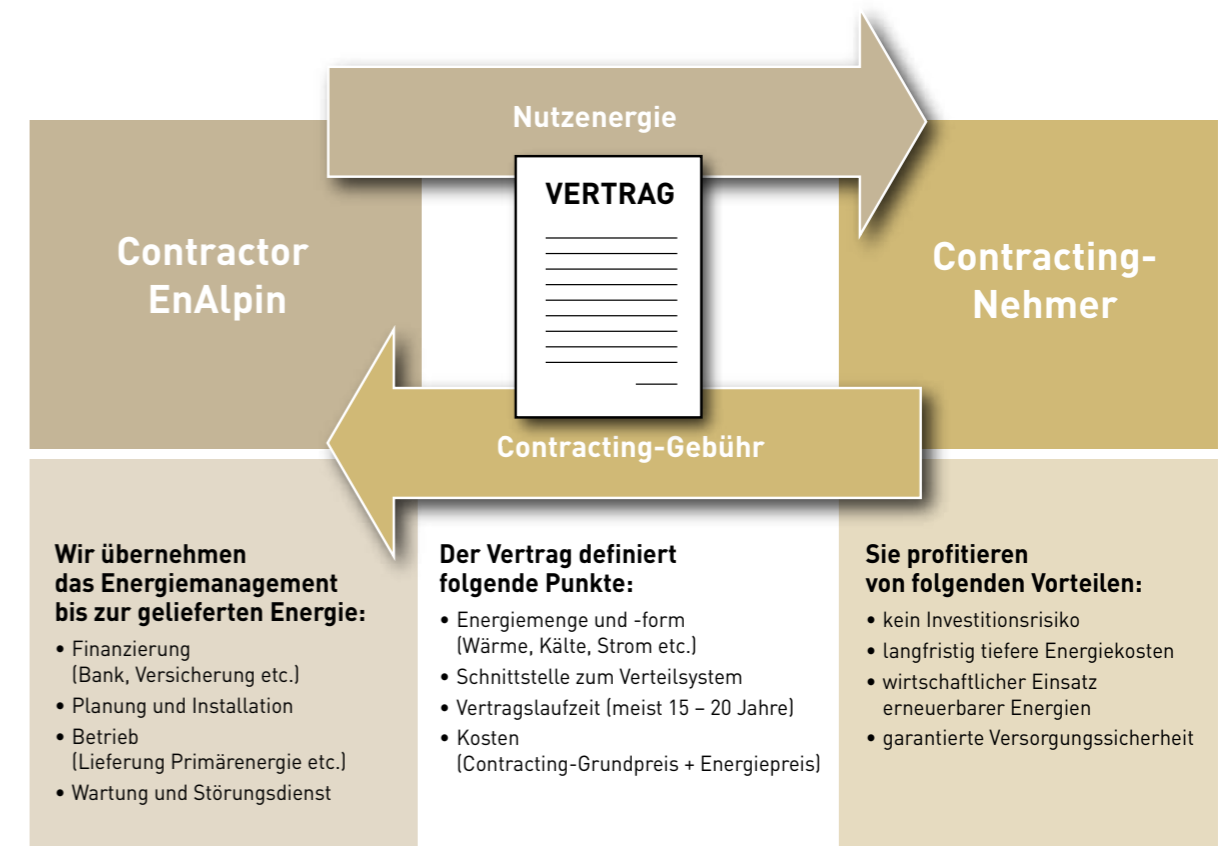 Nutzenergie
VERTRAG
Contractor
EnAlpin
Contracting-
Nehmer
Contracting-Gebühr
Wir übernehmen
das Energiemanagement
bis zur gelieferten Energie:
• Finanzierung
(Bank, Versicherung etc.)
• Planung und Installation
• Betrieb
(Lieferung Primärenergie etc.)
• Wartung und Störungsdienst
Der Vertrag definiert
folgende Punkte:
• Energiemenge und -form
(Wärme, Kälte, Strom etc.)
• Schnittstelle zum Verteilsystem
• Vertragslaufzeit (meist 15 – 20 Jahre)
• Kosten
(Contracting-Grundpreis + Energiepreis)
Sie profitieren
von folgenden Vorteilen:
• kein Investitionsrisiko
• langfristig tiefere Energiekosten
• wirtschaftlicher Einsatz
erneuerbarer Energien
• garantierte Versorgungssicherheit